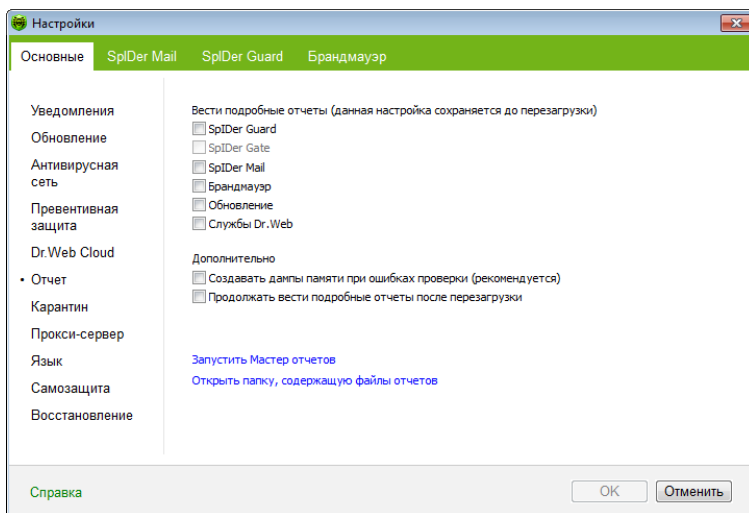 Настройки
Основные SpIDer Mail SpIDer Guard Брандмауэр
Уведомления
Обновление
Антивирусная
сеть
Превентивная
защита
Dr.Web Cloud
• Отчет
Карантин
Прокси-сервер
Язык
Самозащита
Восстановление
Вести подробные отчеты (данная настройка сохраняется до перезагрузки)
SpIDer Guard
SpIDer Gate
SpIDer Mail
Брандмауэр
Обновление
Службы Dr.Web
Дополнительно
Создавать дампы памяти при ошибках проверки (рекомендуется)
Продолжать вести подробные отчеты после перезагрузки
Запустить Мастер отчетов
Открыть папку, содержащую файлы отчетов
Справка
OK Отменить